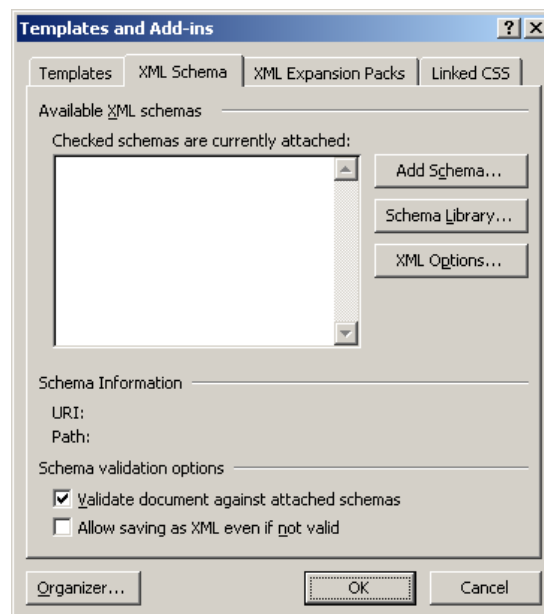 Templates and Add-ins
Templates XML Schema XML Expansion Packs Linked CSS
Available XML schemas
Checked schemas are currently attached:
Add Schema...
Schema Library...
XML Options...
Schema Information
URI:
Path:
Schema validation options
Validate document against attached schemas
Allow saving as XML even if not valid
Organizer... OK Cancel